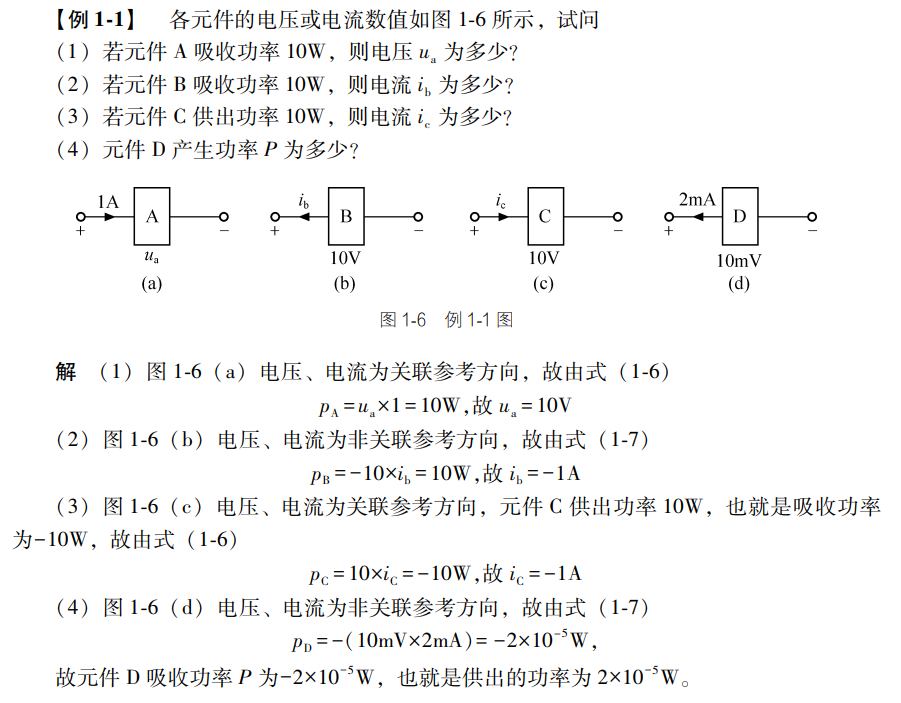 【例1-1】 各元件的电压或电流数值如图 1-6 所示，试问
（1）若元件 A 吸收功率 10W，则电压 uₐ 为多少？
（2）若元件 B 吸收功率 10W，则电流 i_b 为多少？
（3）若元件 C 供出功率 10W，则电流 i_c 为多少？
（4）元件 D 产生功率 P 为多少？
1A A + − uₐ (a)
i_b B + − 10V (b)
i_c C + − 10V (c)
2mA D + − 10mV (d)
图 1-6 例 1-1 图
解 （1）图 1-6（a）电压、电流为关联参考方向，故由式（1-6）
p_A=uₐ×1=10W,故 uₐ=10V
（2）图 1-6（b）电压、电流为非关联参考方向，故由式（1-7）
p_B=−10×i_b=10W,故 i_b=−1A
（3）图 1-6（c）电压、电流为关联参考方向，元件 C 供出功率 10W，也就是吸收功率
为−10W，故由式（1-6）
p_C=10×i_C=−10W,故 i_C=−1A
（4）图 1-6（d）电压、电流为非关联参考方向，故由式（1-7）
p_D=−(10mV×2mA)=−2×10⁻⁵W，
故元件 D 吸收功率 P 为−2×10⁻⁵W，也就是供出的功率为 2×10⁻⁵W。